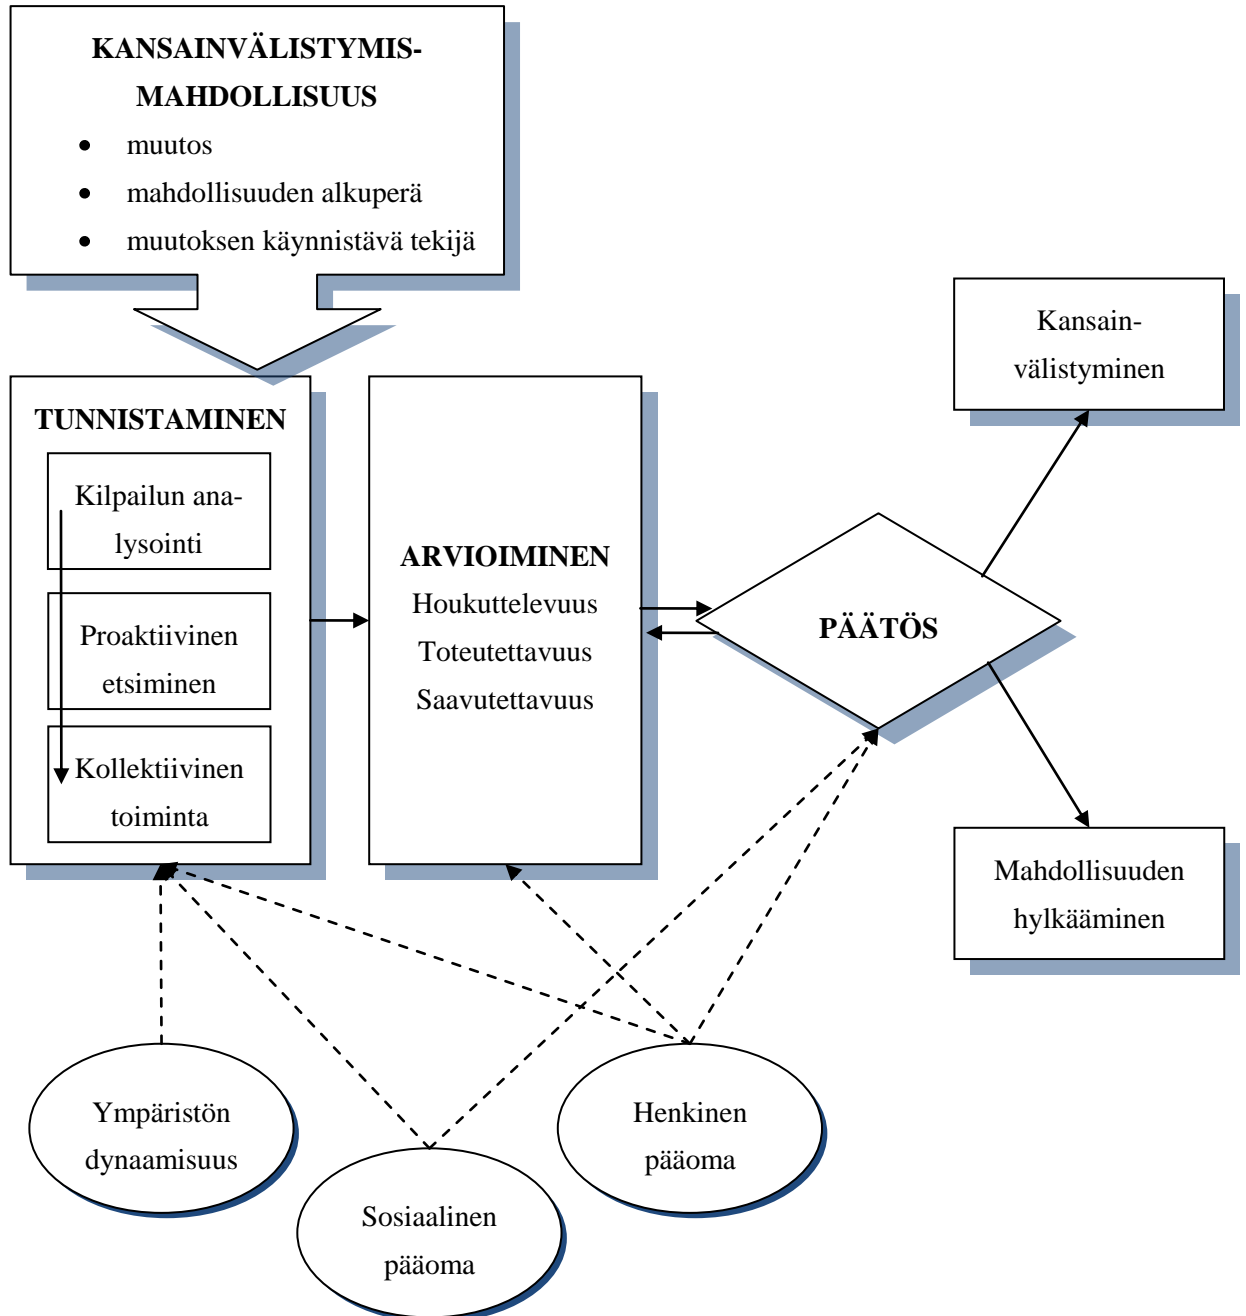 KANSAINVÄLISTYMIS-
MAHDOLLISUUS
• muutos
• mahdollisuuden alkuperä
• muutoksen käynnistävä tekijä
TUNNISTAMINEN
Kilpailun ana-
lysointi
Proaktiivinen
etsiminen
Kollektiivinen
toiminta
ARVIOIMINEN
Houkuttelevuus
Toteutettavuus
Saavutettavuus
PÄÄTÖS
Kansain-
välistyminen
Mahdollisuuden
hylkääminen
Ympäristön
dynaamisuus
Sosiaalinen
pääoma
Henkinen
pääoma